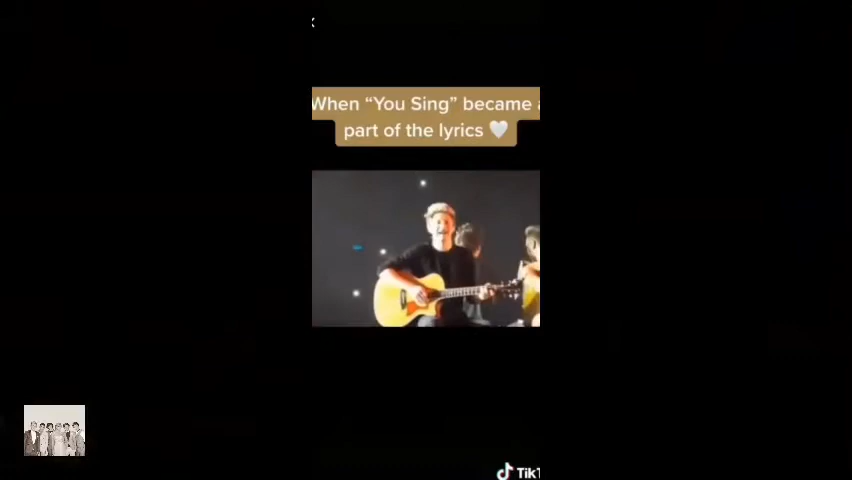 When “You Sing” became a
part of the lyrics 🤍
TikT